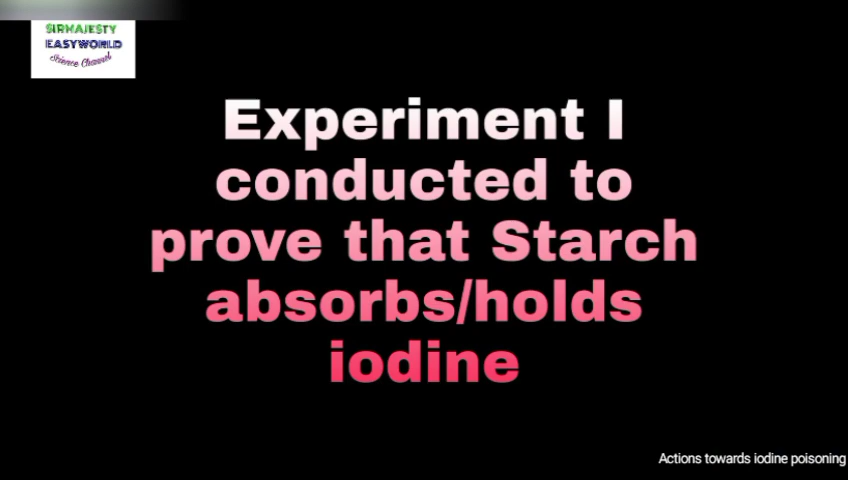 SIRMAJESTY
EASYWORLD
Science Channel
Experiment I
conducted to
prove that Starch
absorbs/holds
iodine
Actions towards iodine poisoning